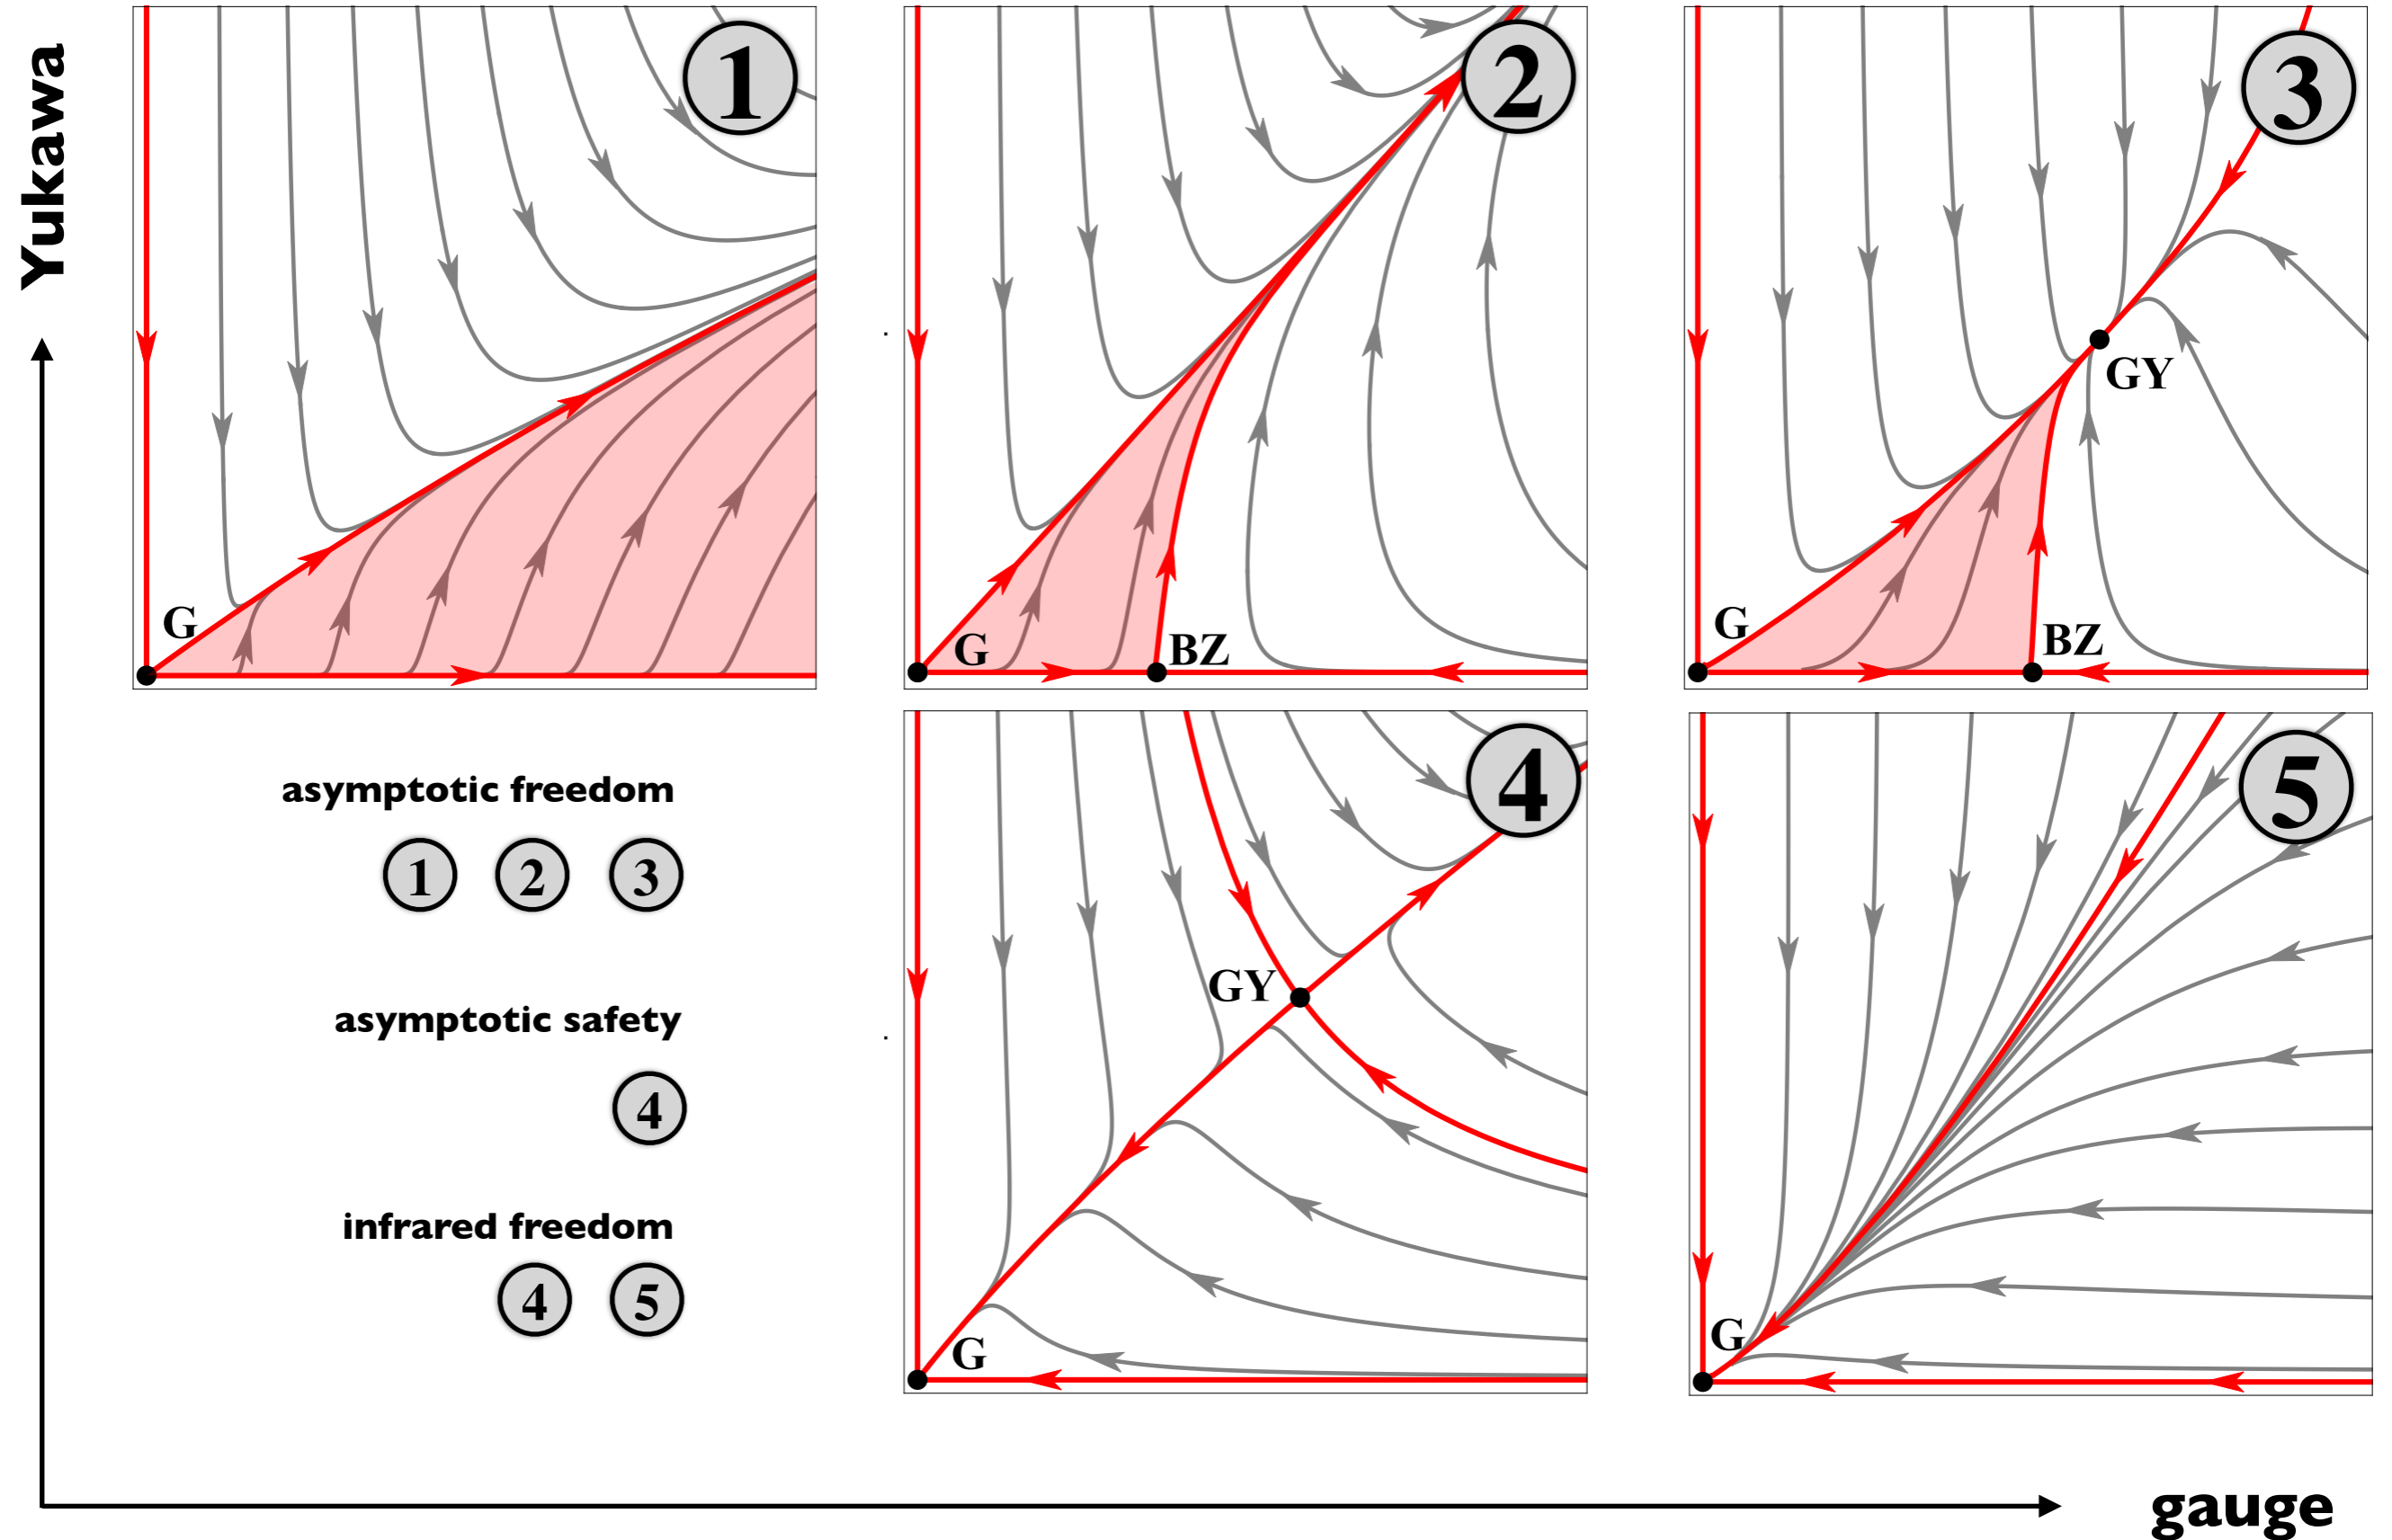 Yukawa
1
2
3
G
G
BZ
G
BZ
GY
asymptotic freedom
1 2 3
asymptotic safety
4
infrared freedom
4 5
4
GY
G
5
G
gauge